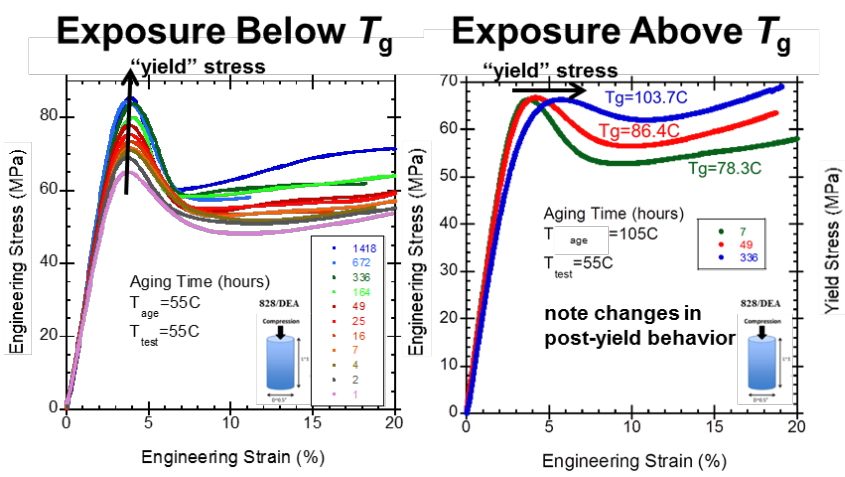 Exposure Below Tg
Exposure Above Tg
"yield" stress
Engineering Stress (MPa)
80
60
40
20
0
0
5
10
15
20
Engineering Strain (%)
Aging Time (hours)
Tage=55C
Ttest=55C
828/DEA
Compression
D=0.5"
1418
672
336
164
49
25
16
7
4
2
1
"yield" stress
Engineering Stress (MPa)
70
60
50
40
30
20
10
0
0
5
10
15
20
Engineering Strain (%)
Tg=103.7C
Tg=86.4C
Tg=78.3C
Aging Time (hours)
Tage=105C
Ttest=55C
7
49
336
note changes in
post-yield behavior
828/DEA
Compression
D=0.5"
Yield Stress (MPa)